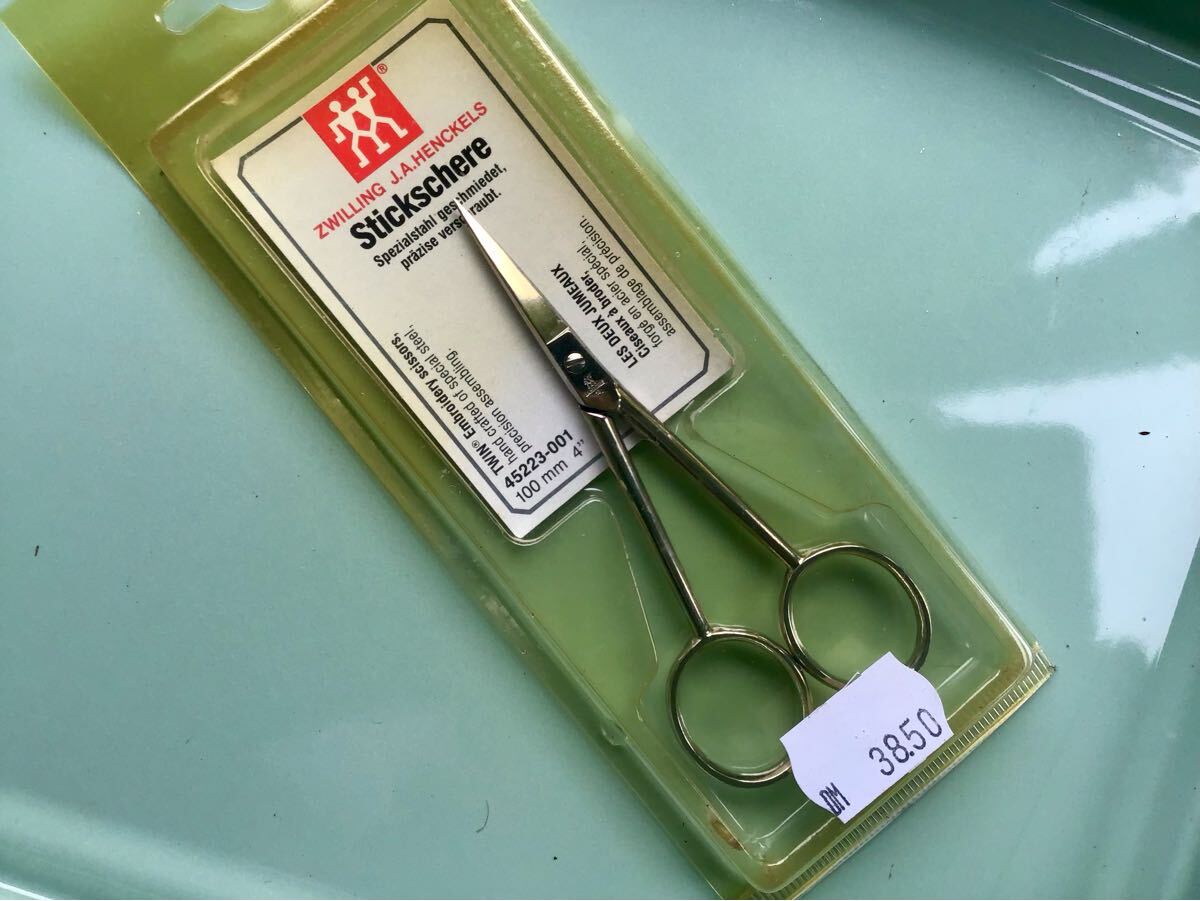 ®
ZWILLING J.A.HENCKELS
Stickschere
Spezialstahl geschmiedet,
präzise verschraubt.
LES DEUX JUMEAUX
Ciseaux à broder,
forgé en acier spécial,
assemblage de précision.
TWIN® Embroidery scissors,
hand crafted of special steel,
precision assembling.
45223-001
100 mm 4"
DM 38.50